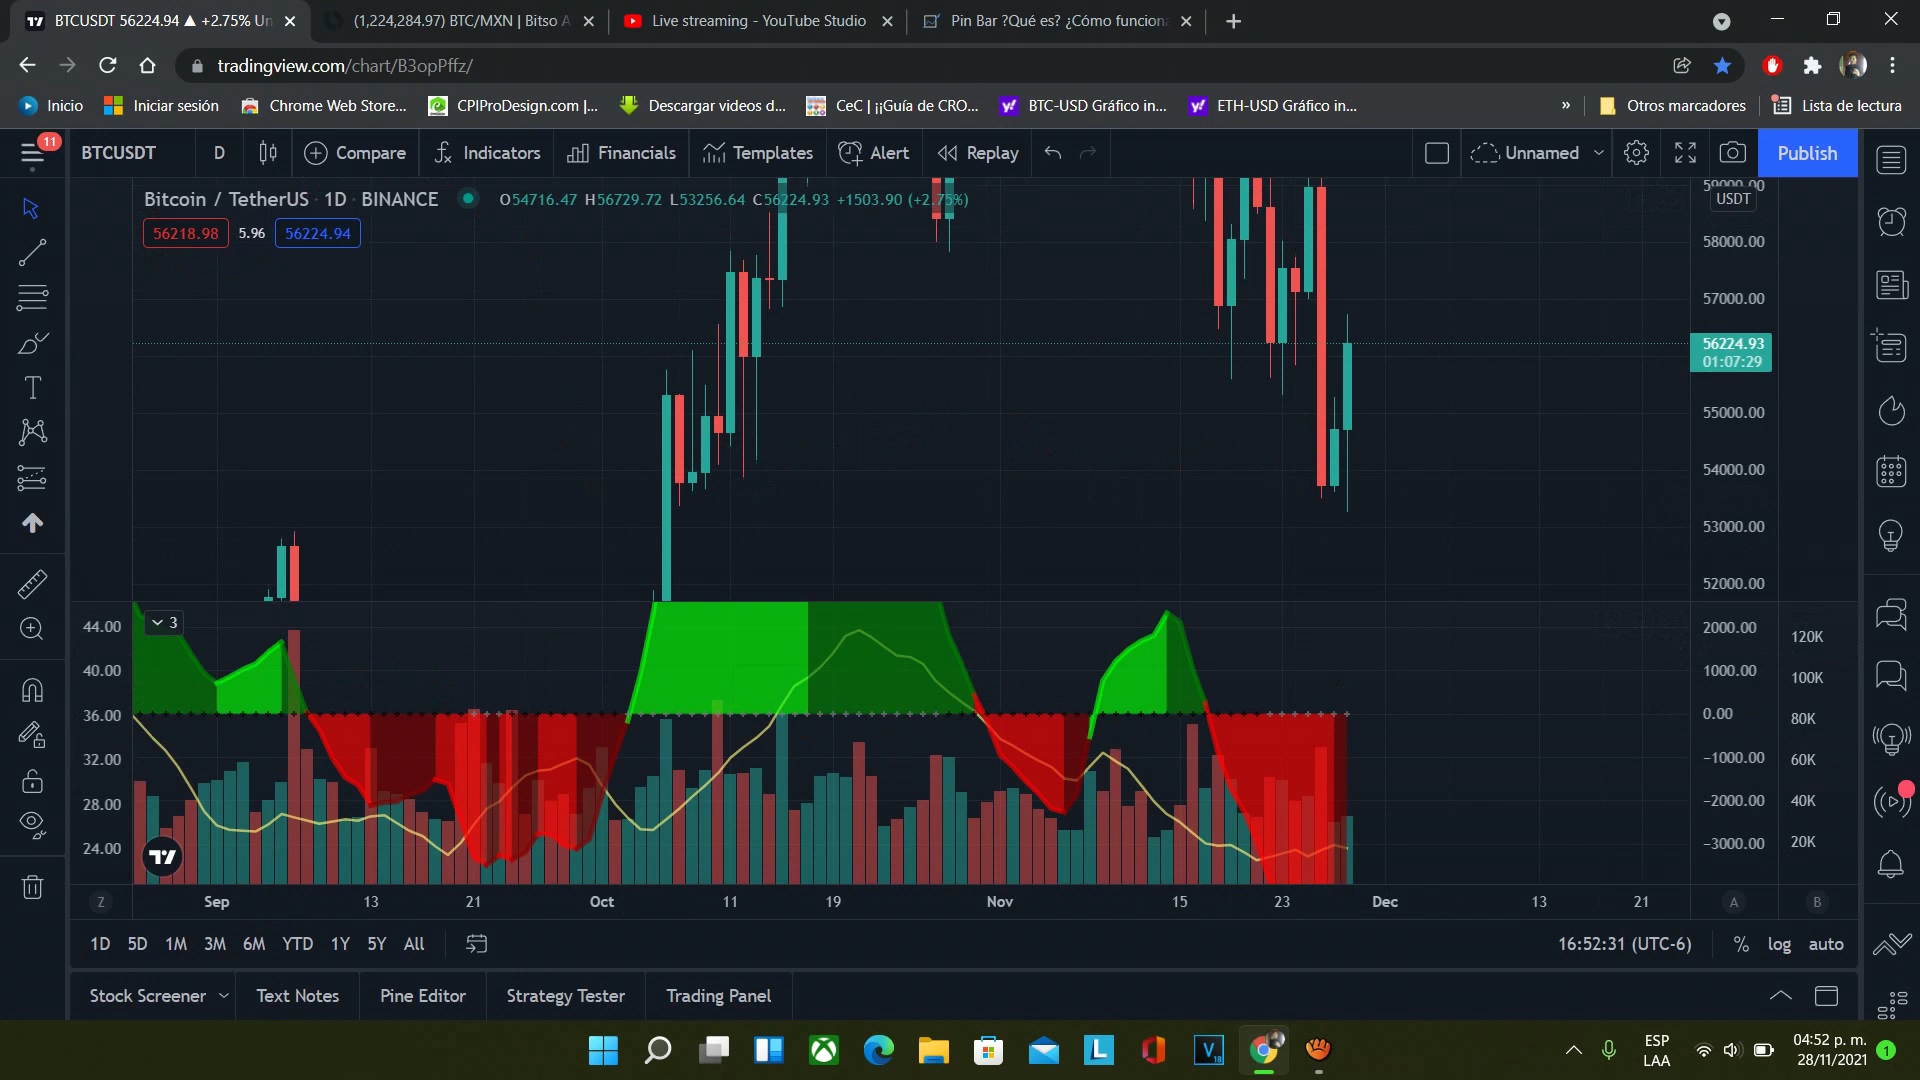 BTCUSDT 56224.94 ▲ +2.75% Un
(1,224,284.97) BTC/MXN | Bitso A
Live streaming - YouTube Studio
Pin Bar ?Qué es? ¿Cómo funciona
tradingview.com/chart/B3opPffz/
Inicio
Iniciar sesión
Chrome Web Store...
CPIProDesign.com |...
Descargar videos d...
CeC | ¡¡Guía de CRO...
BTC-USD Gráfico in...
ETH-USD Gráfico in...
»
Otros marcadores
Lista de lectura
11
BTCUSDT
D
Compare
Indicators
Financials
Templates
Alert
Replay
Unnamed
Publish
Bitcoin / TetherUS · 1D · BINANCE
O54716.47 H56729.72 L53256.64 C56224.93 +1503.90 (+2.75%)
56218.98 5.96 56224.94
59000.00
USDT
58000.00
57000.00
56224.93
01:07:29
55000.00
54000.00
53000.00
52000.00
3
44.00
40.00
36.00
32.00
28.00
24.00
2000.00
1000.00
0.00
−1000.00
−2000.00
−3000.00
120K
100K
80K
60K
40K
20K
Z
Sep
13
21
Oct
11
19
Nov
15
23
Dec
13
21
A
B
1D 5D 1M 3M 6M YTD 1Y 5Y All
16:52:31 (UTC-6)
% log auto
Stock Screener
Text Notes
Pine Editor
Strategy Tester
Trading Panel
ESP
LAA
04:52 p. m.
28/11/2021
1